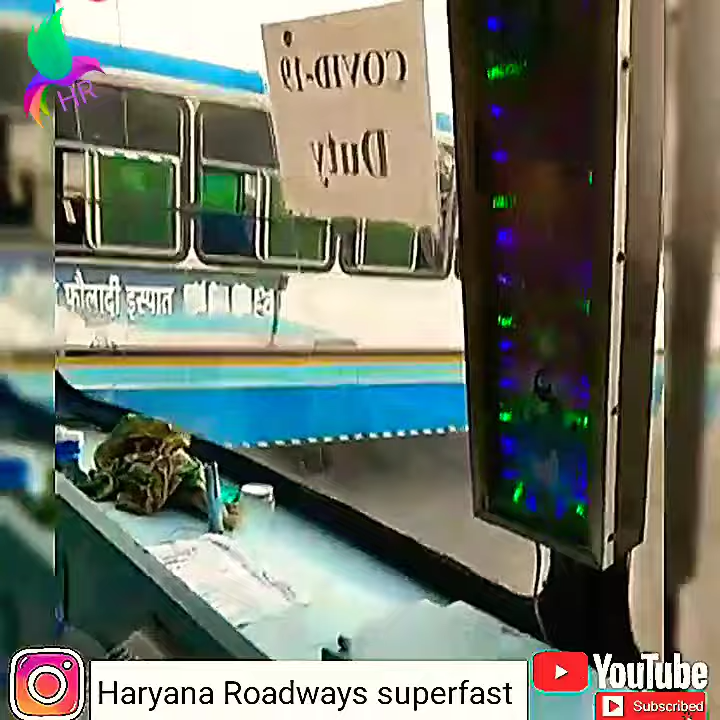 HR
COVID-19
Duty
फौलादी इस्पात
Haryana Roadways superfast
YouTube
Subscribed